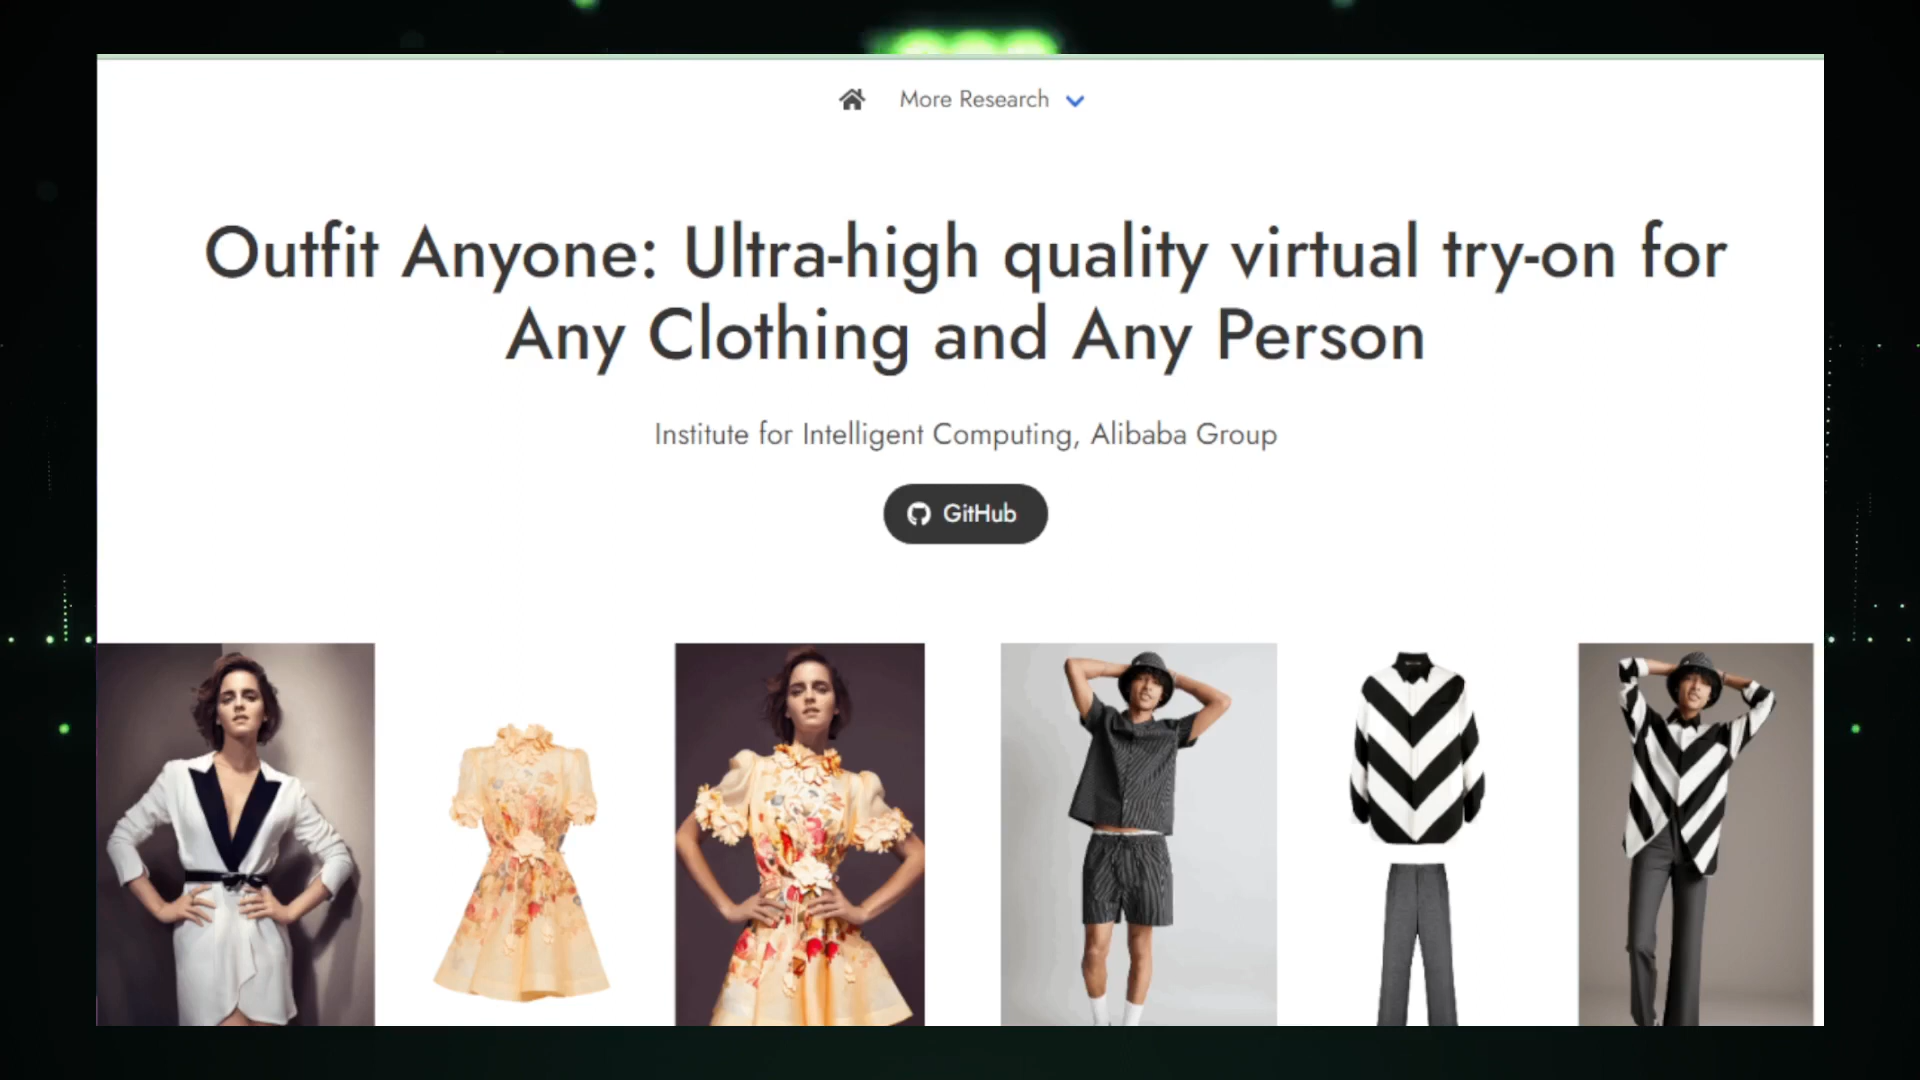 More Research
Outfit Anyone: Ultra-high quality virtual try-on for
Any Clothing and Any Person
Institute for Intelligent Computing, Alibaba Group
GitHub